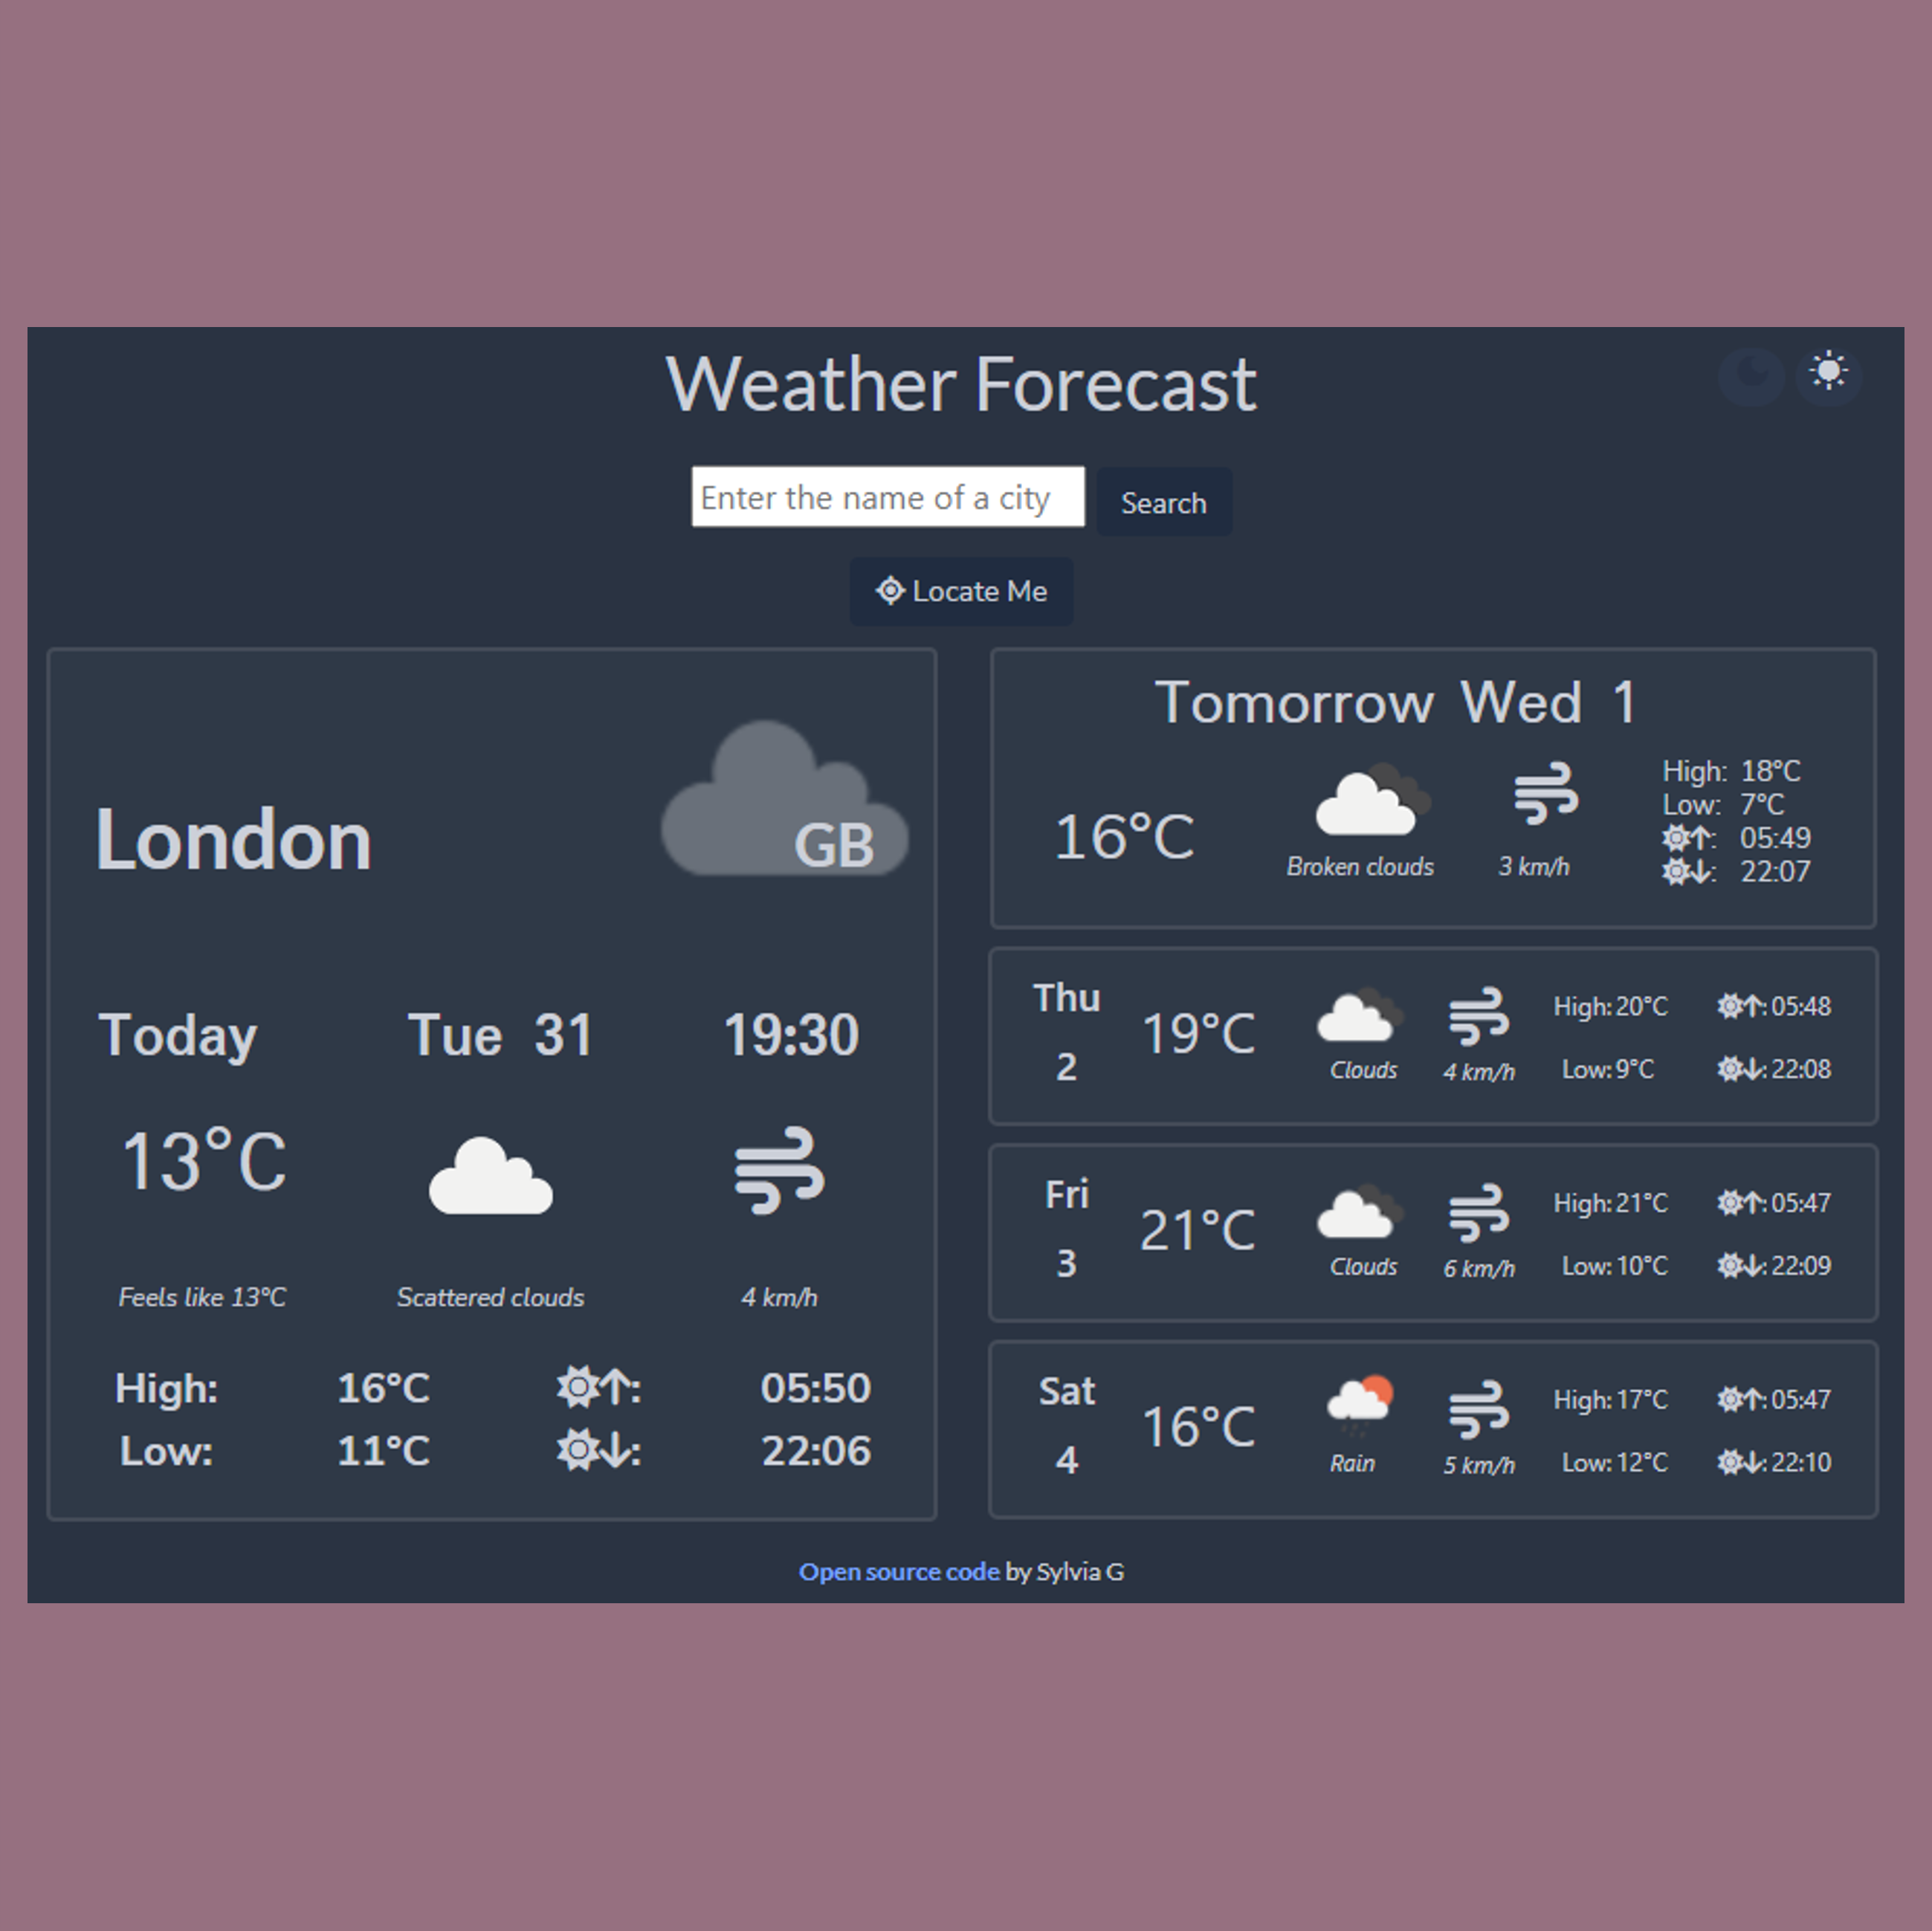 Weather Forecast
Enter the name of a city
Search
Locate Me
London
GB
Today Tue 31 19:30
13°C
Feels like 13°C Scattered clouds 4 km/h
High: 16°C : 05:50
Low: 11°C : 22:06
Tomorrow Wed 1
16°C
Broken clouds
3 km/h
High: 18°C
Low: 7°C
: 05:49
: 22:07
Thu
2
19°C
Clouds
4 km/h
High: 20°C
Low: 9°C
: 05:48
: 22:08
Fri
3
21°C
Clouds
6 km/h
High: 21°C
Low: 10°C
: 05:47
: 22:09
Sat
4
16°C
Rain
5 km/h
High: 17°C
Low: 12°C
: 05:47
: 22:10
Open source code by Sylvia G